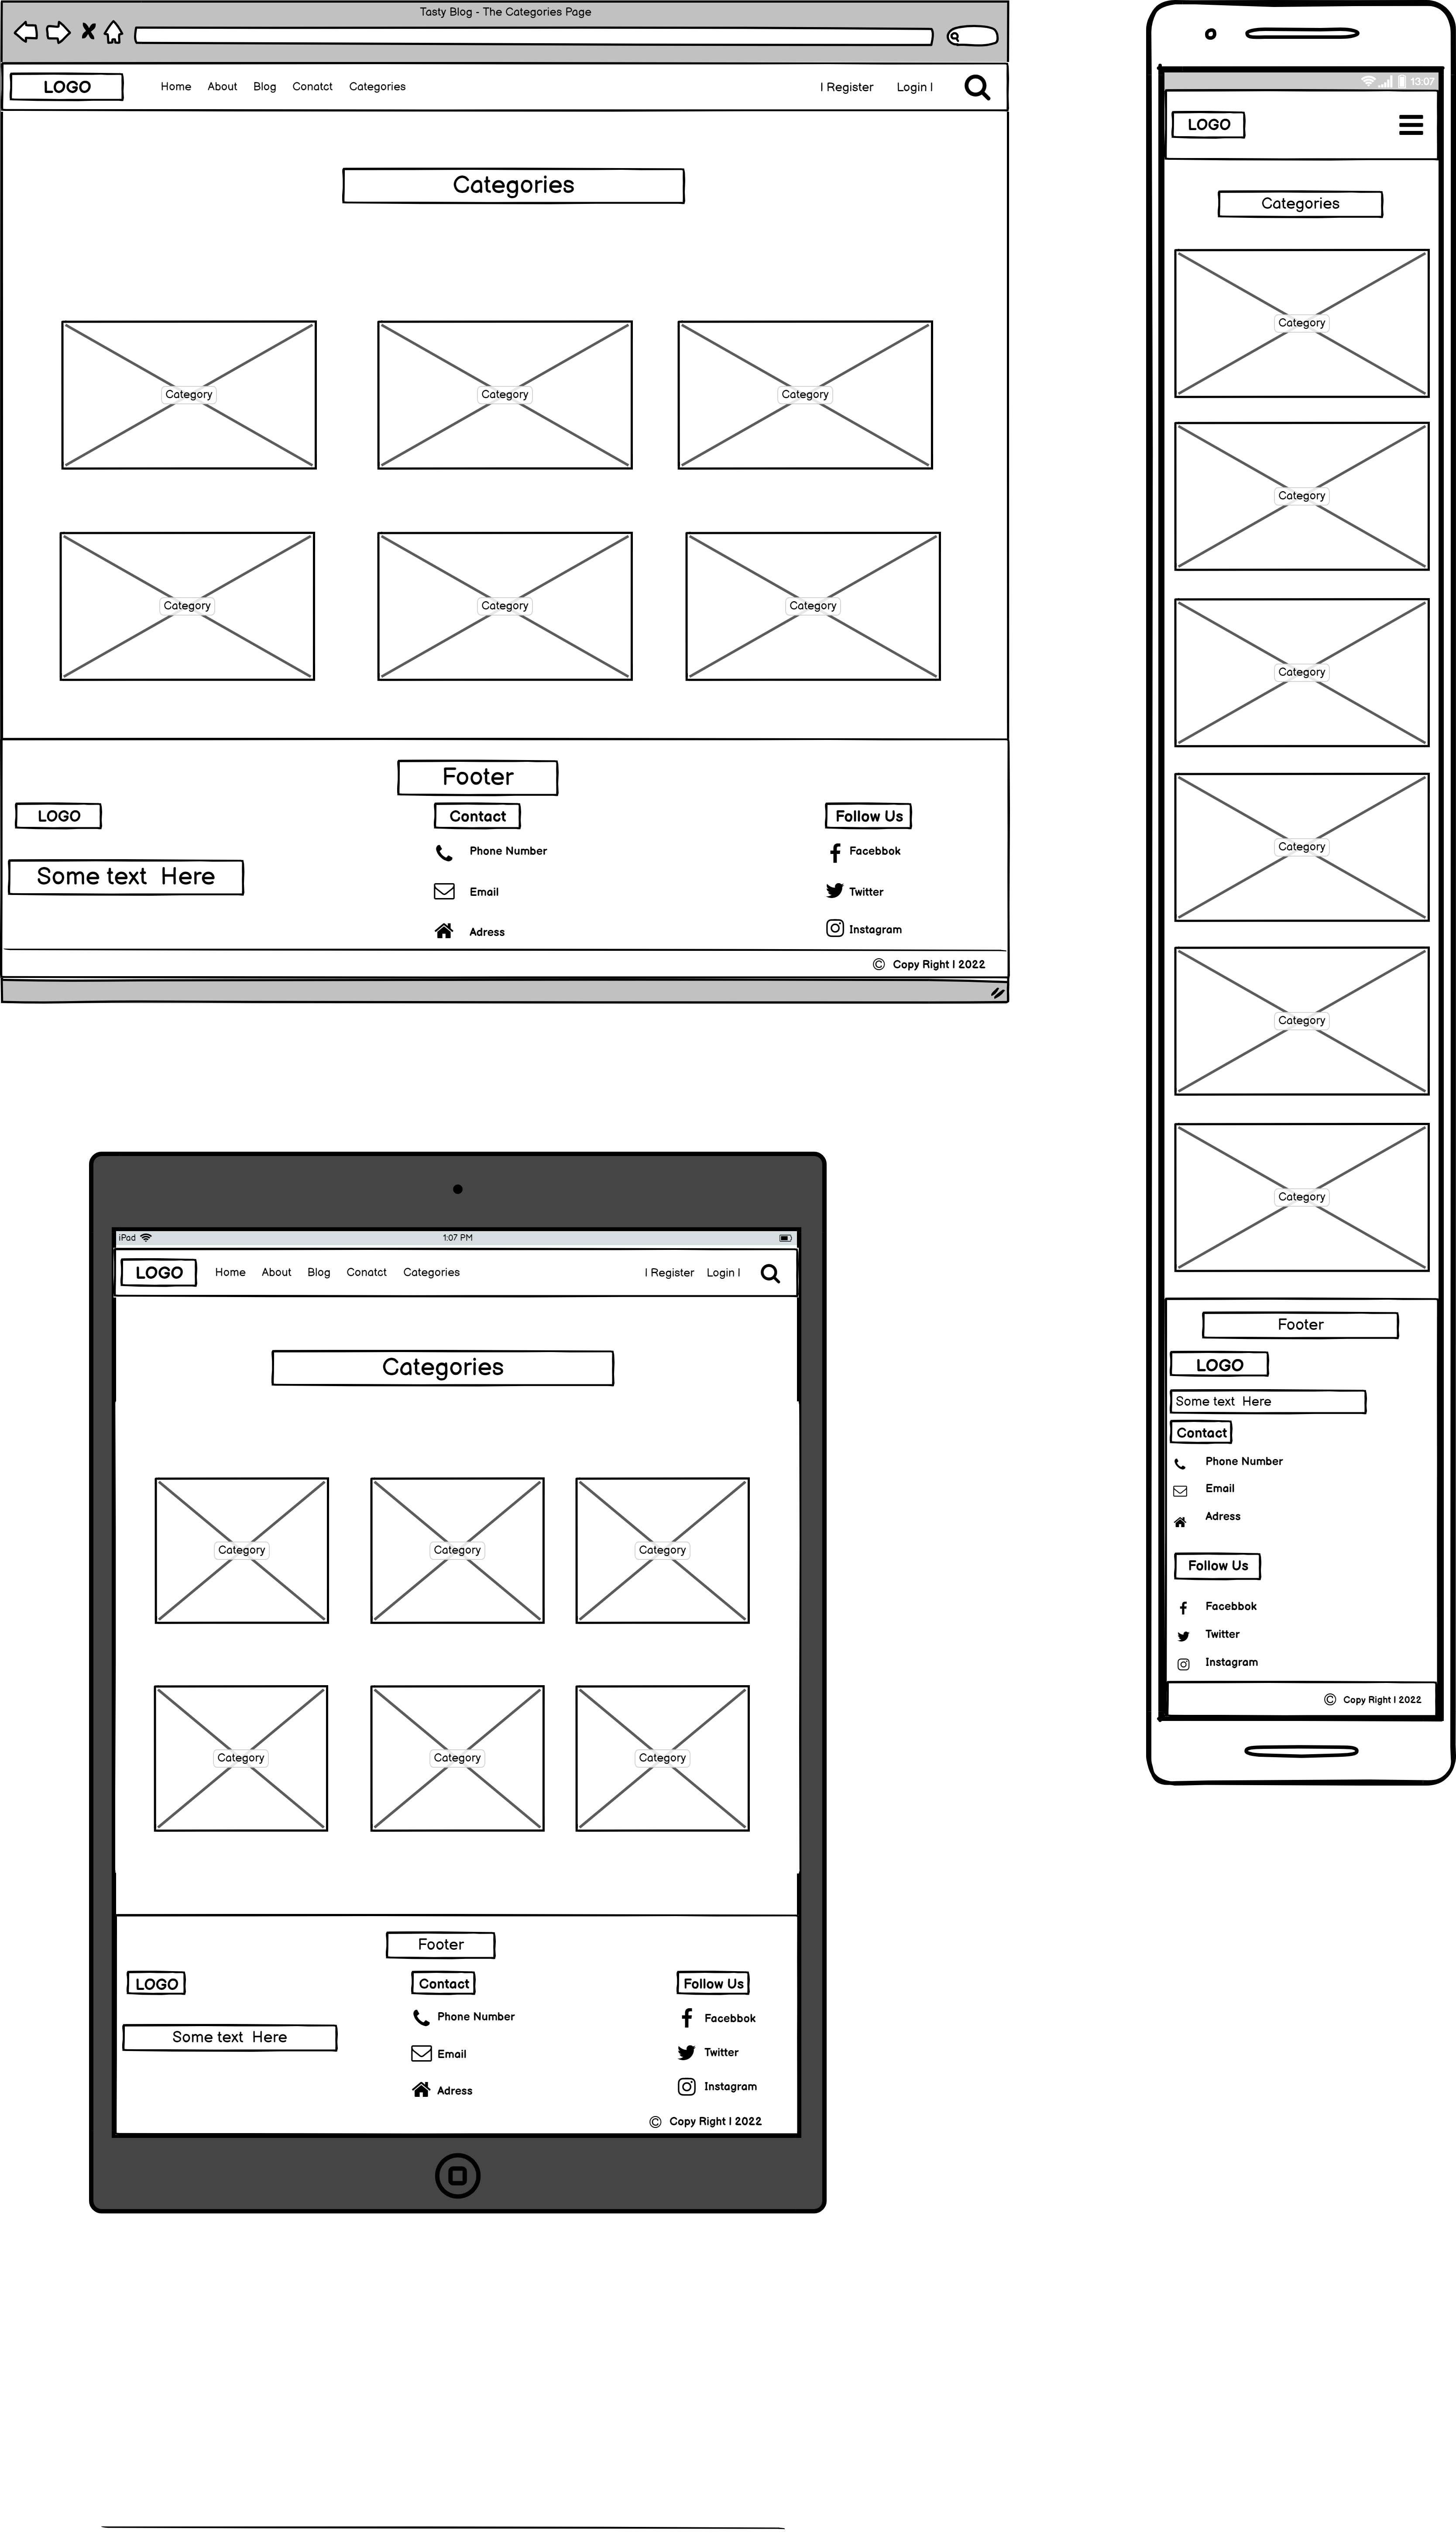 Tasty Blog - The Categories Page
LOGO Home About Blog Conatct Categories | Register Login |
Categories
Category Category Category
Category Category Category
Footer
LOGO Contact Follow Us
Phone Number Facebbok
Some text Here
Email Twitter
Adress Instagram
© Copy Right | 2022
13:07
LOGO
Categories
Category
Category
Category
Category
Category
Category
Footer
LOGO
Some text Here
Contact
Phone Number
Email
Adress
Follow Us
Facebbok
Twitter
Instagram
© Copy Right | 2022
iPad 1:07 PM
LOGO Home About Blog Conatct Categories | Register Login |
Categories
Category Category Category
Category Category Category
Footer
LOGO Contact Follow Us
Phone Number Facebbok
Some text Here
Email Twitter
Adress Instagram
© Copy Right | 2022